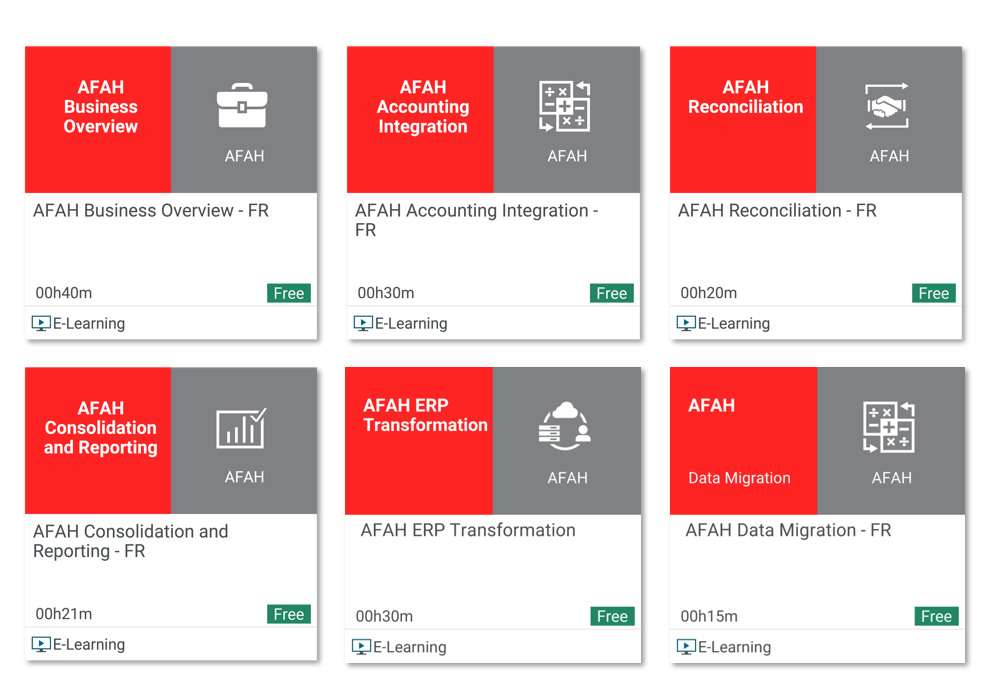 AFAH
Business
Overview
AFAH
AFAH Business Overview - FR
00h40m
Free
E-Learning
AFAH
Accounting
Integration
AFAH
AFAH Accounting Integration -
FR
00h30m
Free
E-Learning
AFAH
Reconciliation
AFAH
AFAH Reconciliation - FR
00h20m
Free
E-Learning
AFAH
Consolidation
and Reporting
AFAH
AFAH Consolidation and
Reporting - FR
00h21m
Free
E-Learning
AFAH ERP
Transformation
AFAH
AFAH ERP Transformation
00h30m
Free
E-Learning
AFAH
Data Migration
AFAH
AFAH Data Migration - FR
00h15m
Free
E-Learning